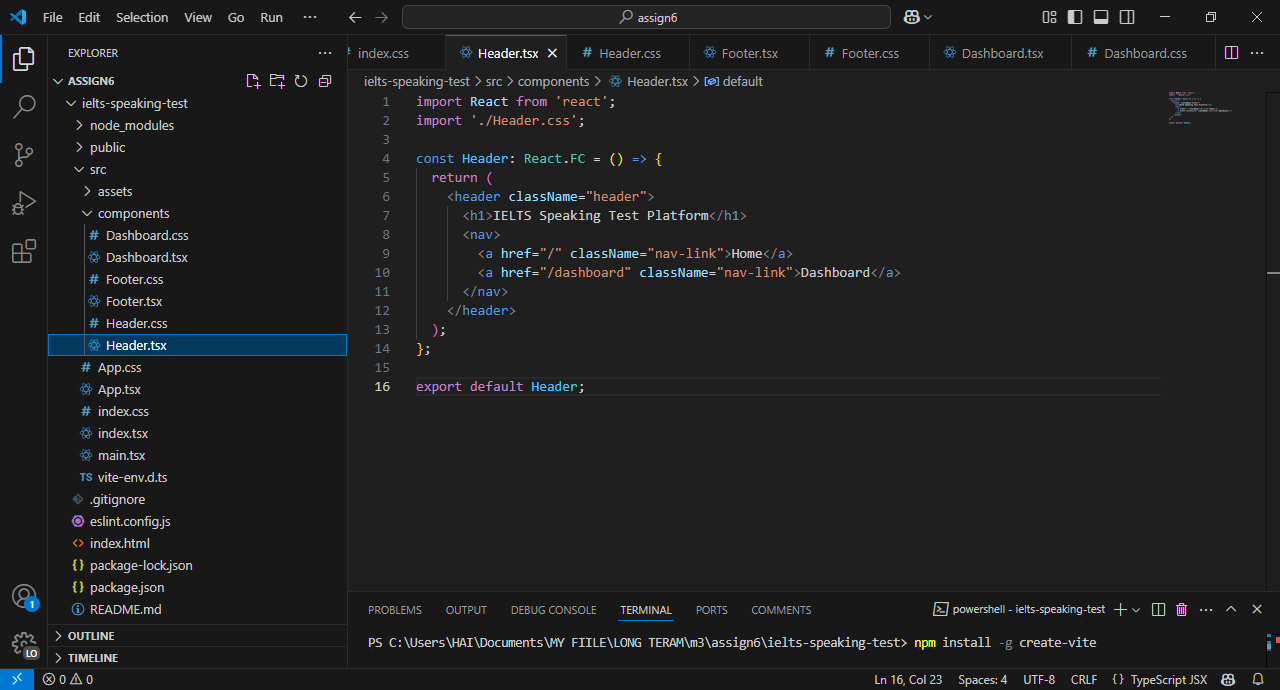 File Edit Selection View Go Run ··· assign6
EXPLORER ···
ASSIGN6
ielts-speaking-test
node_modules
public
src
assets
components
# Dashboard.css
Dashboard.tsx
# Footer.css
Footer.tsx
# Header.css
Header.tsx
# App.css
App.tsx
# index.css
index.tsx
main.tsx
TS vite-env.d.ts
.gitignore
eslint.config.js
<> index.html
{} package-lock.json
{} package.json
README.md
OUTLINE
TIMELINE
1
LO
index.css Header.tsx # Header.css Footer.tsx # Footer.css Dashboard.tsx # Dashboard.css ···
ielts-speaking-test > src > components > Header.tsx > default
1 import React from 'react';
2 import './Header.css';
3
4 const Header: React.FC = () => {
5 return (
6 <header className="header">
7 <h1>IELTS Speaking Test Platform</h1>
8 <nav>
9 <a href="/" className="nav-link">Home</a>
10 <a href="/dashboard" className="nav-link">Dashboard</a>
11 </nav>
12 </header>
13 );
14 };
15
16 export default Header;
PROBLEMS OUTPUT DEBUG CONSOLE TERMINAL PORTS COMMENTS powershell - ielts-speaking-test ···
PS C:\Users\HAI\Documents\MY FIILE\LONG TERAM\m3\assign6\ielts-speaking-test> npm install -g create-vite
0 0 Ln 16, Col 23 Spaces: 4 UTF-8 CRLF {} TypeScript JSX